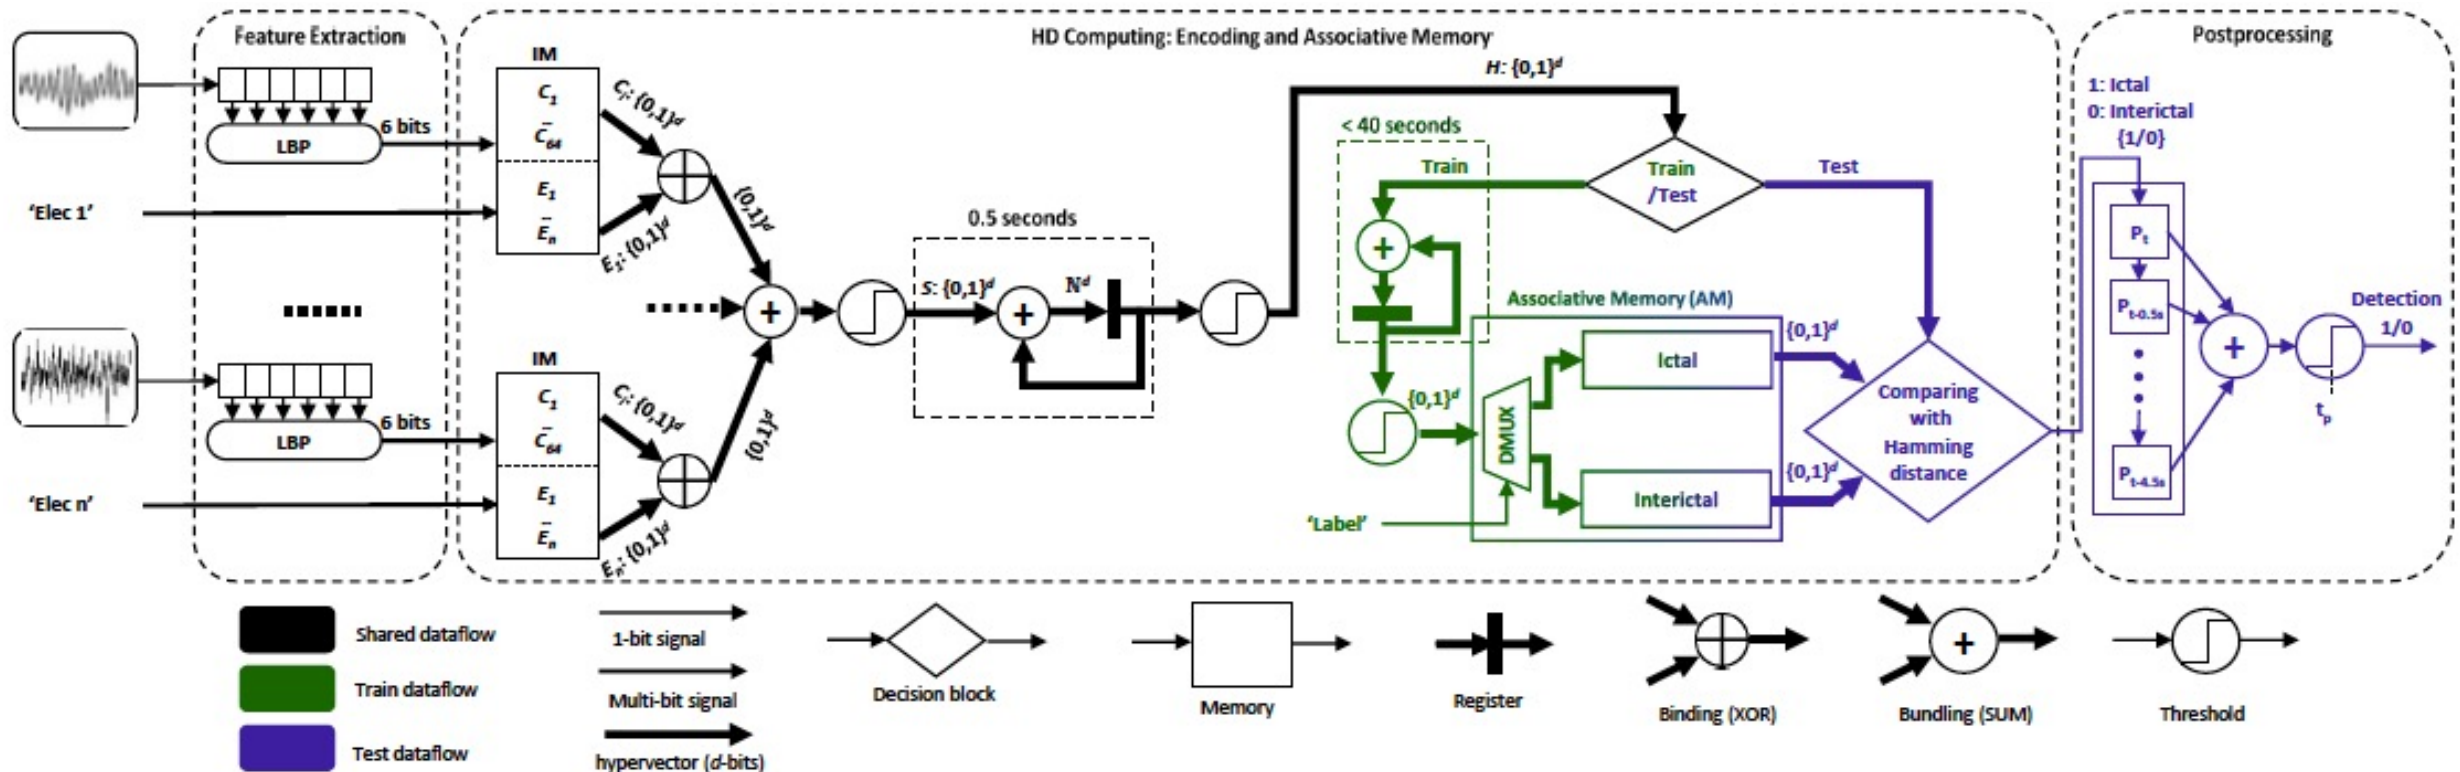 Feature Extraction
HD Computing: Encoding and Associative Memory
Postprocessing
LBP
6 bits
'Elec 1'
IM
C1
C̄64
E1
Ēn
Ci: {0,1}^d
E1: {0,1}^d
{0,1}^d
LBP
6 bits
'Elec n'
IM
C1
C̄64
E1
Ēn
Ci: {0,1}^d
En: {0,1}^d
{0,1}^d
+
0.5 seconds
S: {0,1}^d
+
ℕ^d
H: {0,1}^d
Train
/Test
< 40 seconds
Train
Test
+
{0,1}^d
Associative Memory (AM)
DMUX
'Label'
Ictal
Interictal
{0,1}^d
{0,1}^d
Comparing
with
Hamming
distance
1: Ictal
0: Interictal
{1/0}
Pt
Pt-0.5s
Pt-4.5s
+
tp
Detection
1/0
Shared dataflow
Train dataflow
Test dataflow
1-bit signal
Multi-bit signal
hypervector (d-bits)
Decision block
Memory
Register
Binding (XOR)
+
Bundling (SUM)
Threshold